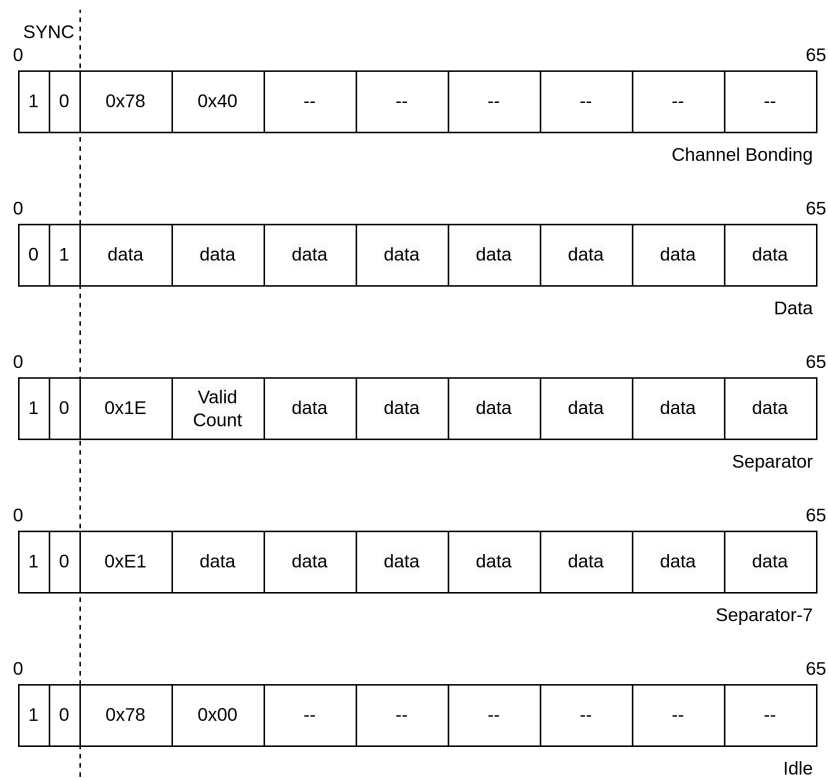 SYNC
0 65
1 0 0x78 0x40 -- -- -- -- -- --
Channel Bonding
0 65
0 1 data data data data data data data data
Data
0 65
1 0 0x1E Valid Count data data data data data data
Separator
0 65
1 0 0xE1 data data data data data data data
Separator-7
0 65
1 0 0x78 0x00 -- -- -- -- -- --
Idle